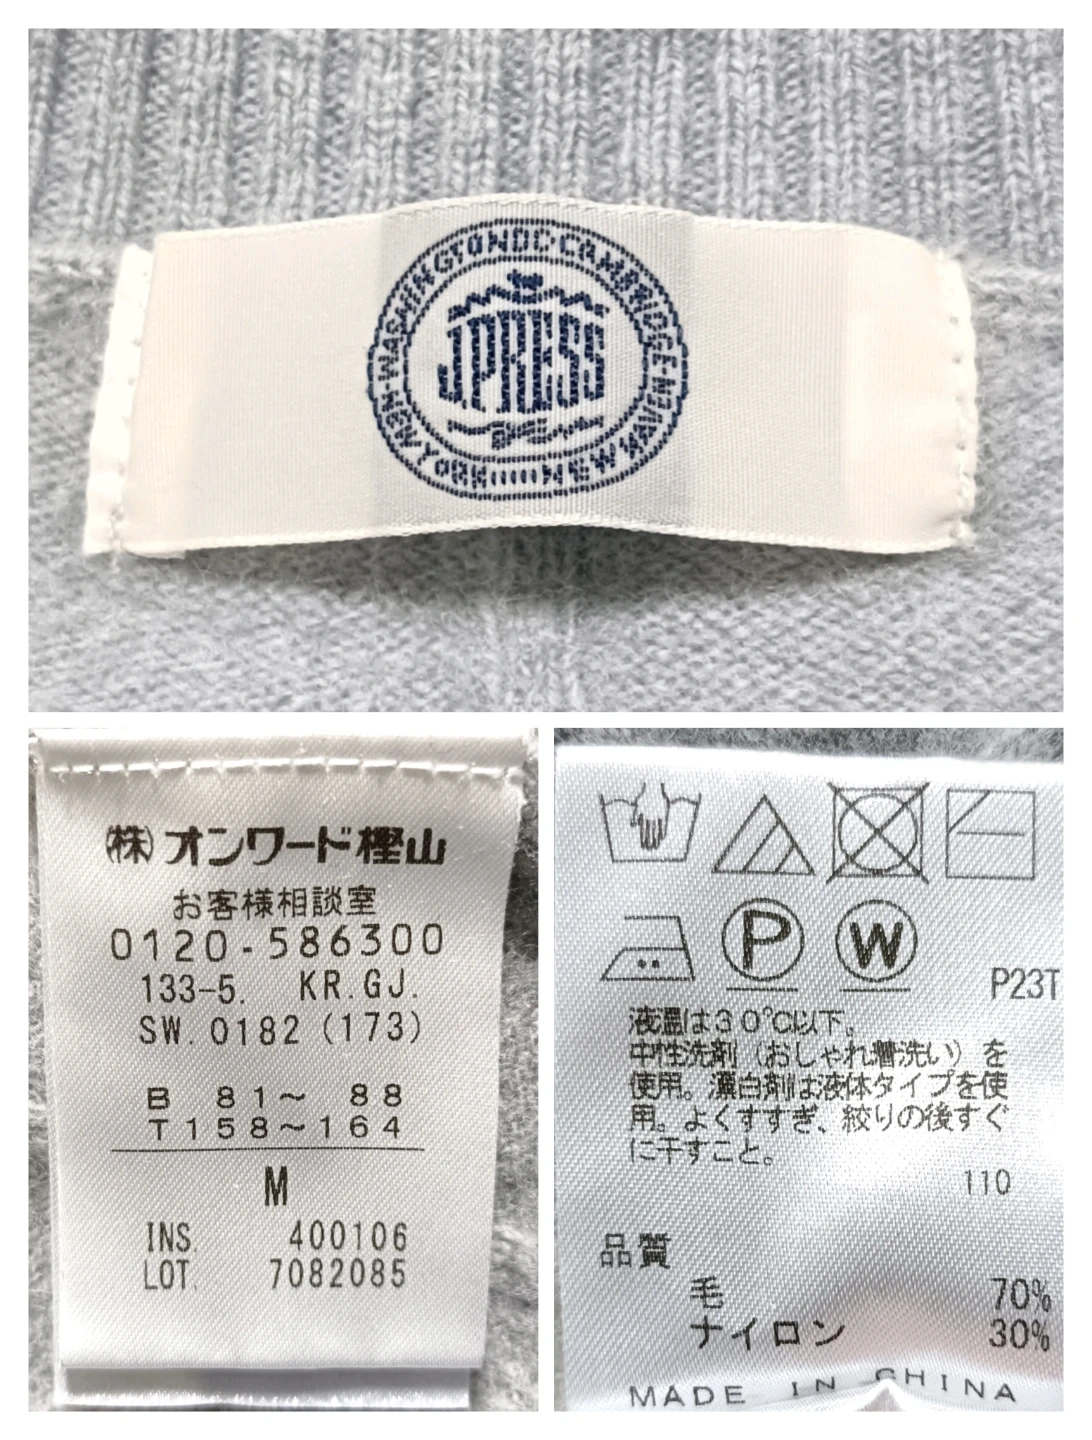 WASHINGTON DC·CAMBRIDGE·NEW HAVEN
NEW YORK
J.PRESS
(株)オンワード樫山
お客様相談室
0120-586300
133-5. KR.GJ.
SW.0182(173)
B 81～ 88
T158～164
M
INS. 400106
LOT. 7082085
P
W
P23T
液温は30℃以下。
中性洗剤(おしゃれ着洗い)を
使用。漂白剤は液体タイプを使
用。よくすすぎ、絞りの後すぐ
に干すこと。
110
品質
毛 70%
ナイロン 30%
MADE IN CHINA